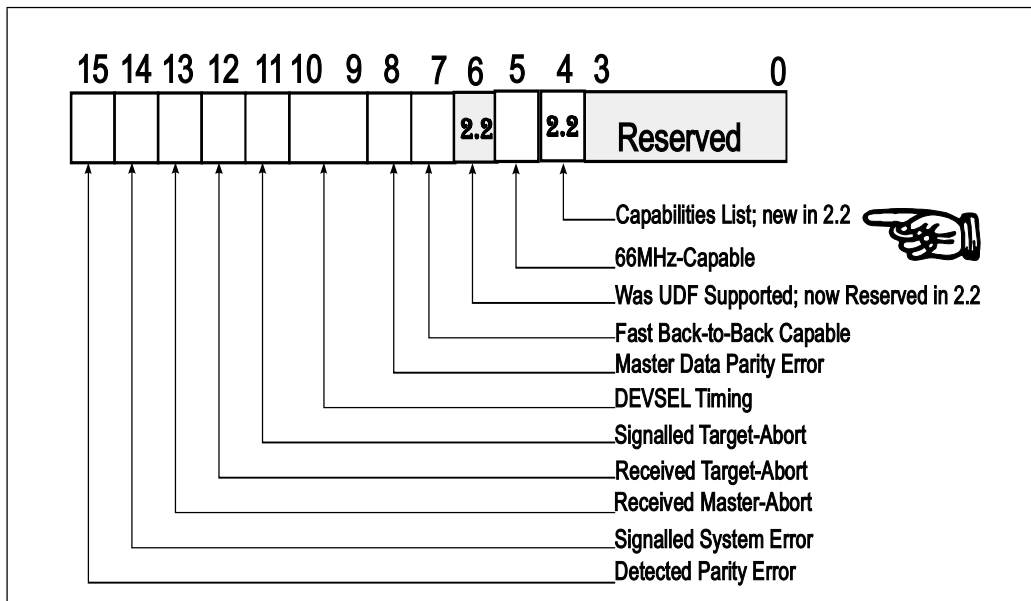 15 14 13 12 11 10 9 8 7 6 5 4 3 0
2.2 2.2 Reserved
Capabilities List; new in 2.2
66MHz-Capable
Was UDF Supported; now Reserved in 2.2
Fast Back-to-Back Capable
Master Data Parity Error
DEVSEL Timing
Signalled Target-Abort
Received Target-Abort
Received Master-Abort
Signalled System Error
Detected Parity Error